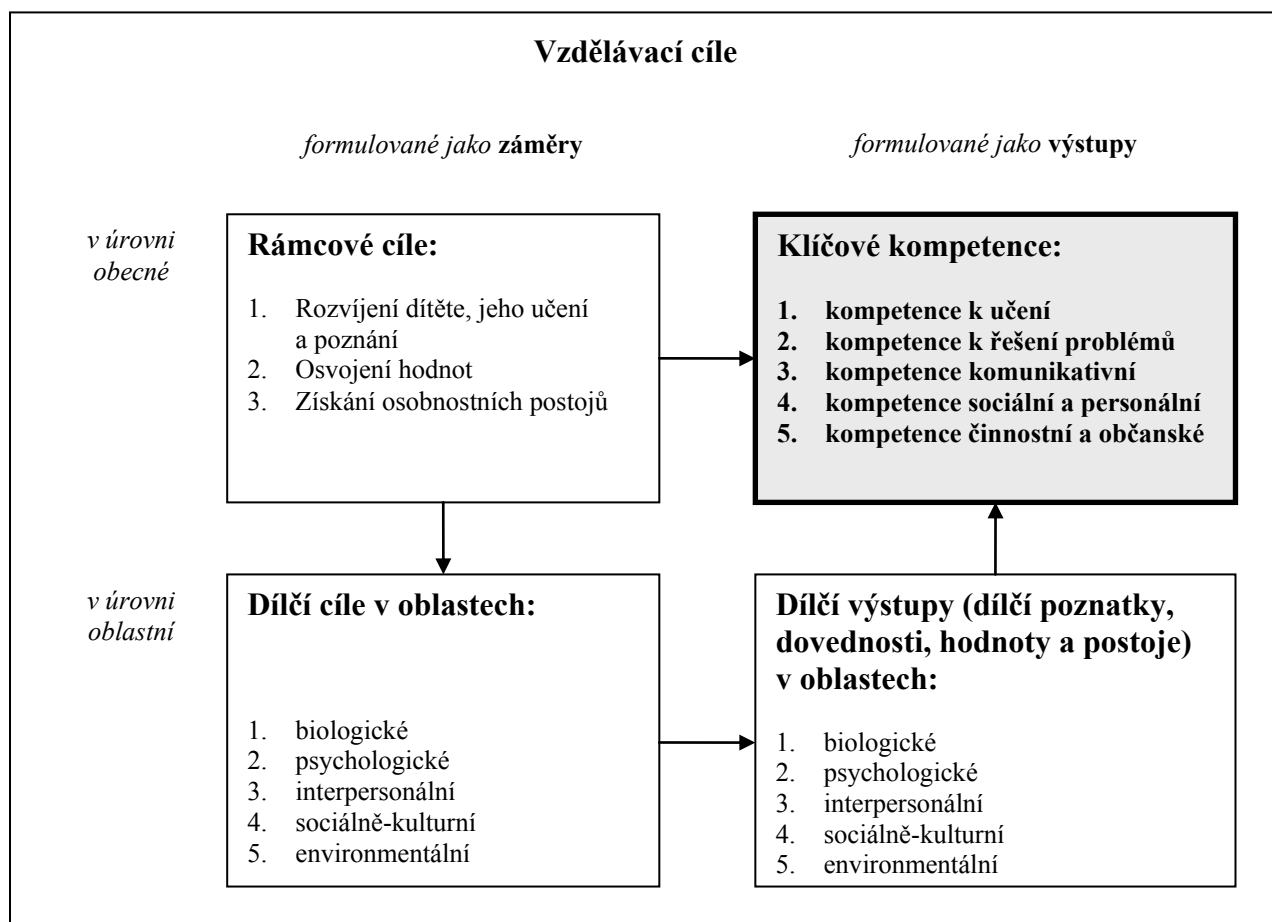 Vzdělávací cíle
formulované jako záměry
formulované jako výstupy
v úrovni
obecné
Rámcové cíle:
1. Rozvíjení dítěte, jeho učení
a poznání
2. Osvojení hodnot
3. Získání osobnostních postojů
Klíčové kompetence:
1. kompetence k učení
2. kompetence k řešení problémů
3. kompetence komunikativní
4. kompetence sociální a personální
5. kompetence činnostní a občanské
v úrovni
oblastní
Dílčí cíle v oblastech:
1. biologické
2. psychologické
3. interpersonální
4. sociálně-kulturní
5. environmentální
Dílčí výstupy (dílčí poznatky,
dovednosti, hodnoty a postoje)
v oblastech:
1. biologické
2. psychologické
3. interpersonální
4. sociálně-kulturní
5. environmentální